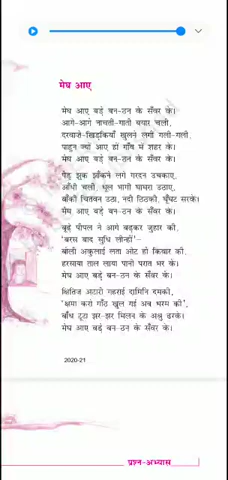 मेघ आए
मेघ आए बड़े बन-ठन के सँवर के।
आगे-आगे नाचती-गाती बयार चली,
दरवाजे-खिड़कियाँ खुलने लगीं गली-गली,
पाहुन ज्यों आए हों गाँव में शहर के।
मेघ आए बड़े बन-ठन के सँवर के।
पेड़ झुक झाँकने लगे गरदन उचकाए,
आँधी चली, धूल भागी घाघरा उठाए,
बाँकी चितवन उठा, नदी ठिठकी, घूँघट सरके।
मेघ आए बड़े बन-ठन के सँवर के।
बूढ़े पीपल ने आगे बढ़कर जुहार की,
'बरस बाद सुधि लीन्हीं'–
बोली अकुलाई लता ओट हो किवार की,
हरसाया ताल लाया पानी परात भर के।
मेघ आए बड़े बन-ठन के सँवर के।
क्षितिज अटारी गहराई दामिनि दमकी,
'क्षमा करो गाँठ खुल गई अब भरम की',
बाँध टूटा झर-झर मिलन के अश्रु ढरके।
मेघ आए बड़े बन-ठन के सँवर के।
2020-21
प्रश्न-अभ्यास